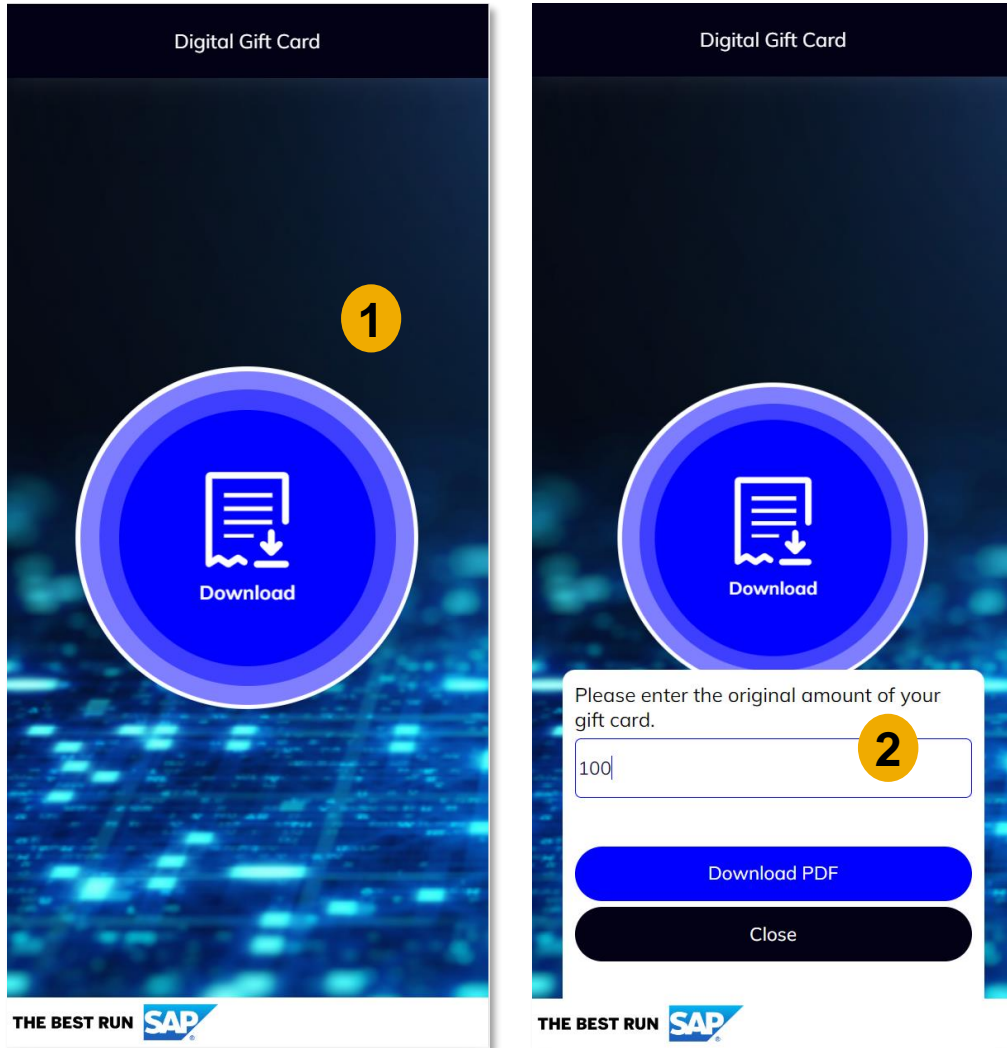 Digital Gift Card
1
Download
THE BEST RUN SAP
Digital Gift Card
Download
Please enter the original amount of your
gift card.
2
100
Download PDF
Close
THE BEST RUN SAP